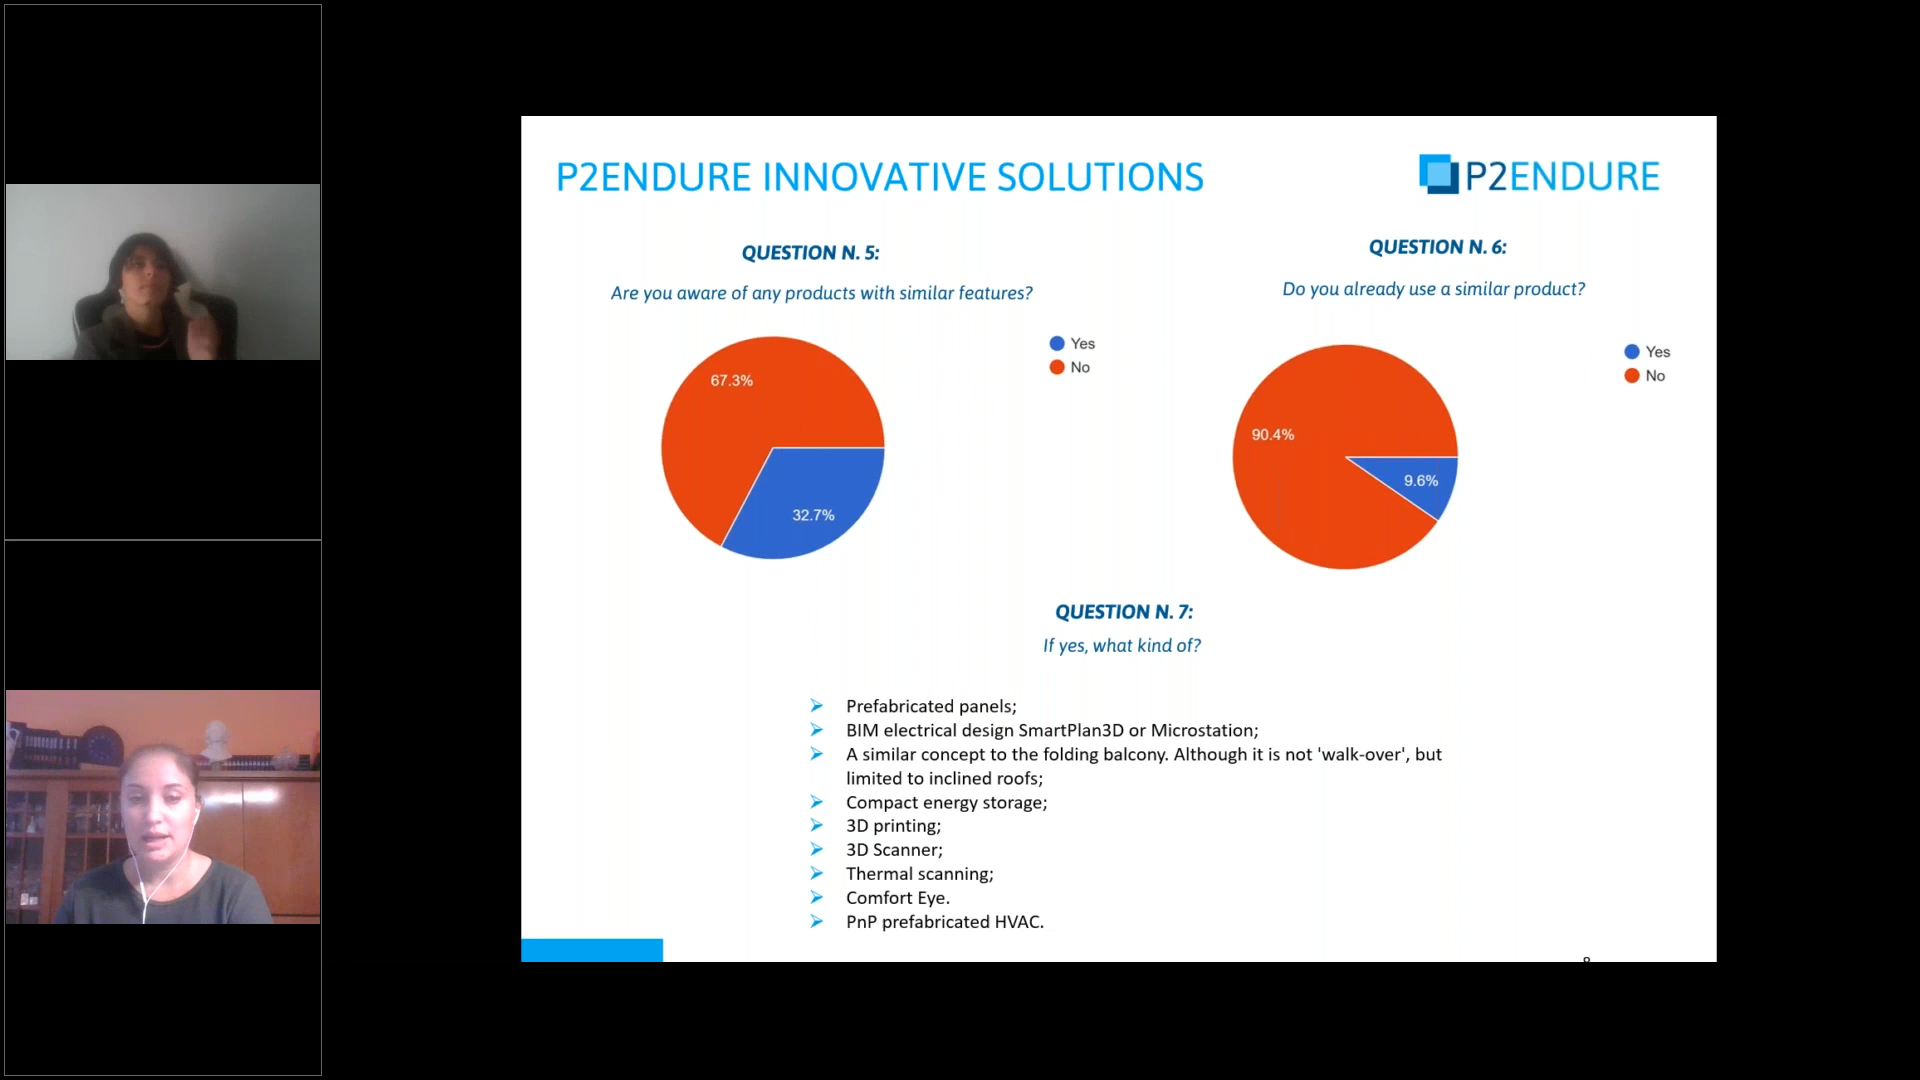 P2ENDURE INNOVATIVE SOLUTIONS
P2ENDURE
QUESTION N. 5:
Are you aware of any products with similar features?
Yes
No
67.3%
32.7%
QUESTION N. 6:
Do you already use a similar product?
Yes
No
90.4%
9.6%
QUESTION N. 7:
If yes, what kind of?
Prefabricated panels;
BIM electrical design SmartPlan3D or Microstation;
A similar concept to the folding balcony. Although it is not 'walk-over', but
limited to inclined roofs;
Compact energy storage;
3D printing;
3D Scanner;
Thermal scanning;
Comfort Eye.
PnP prefabricated HVAC.